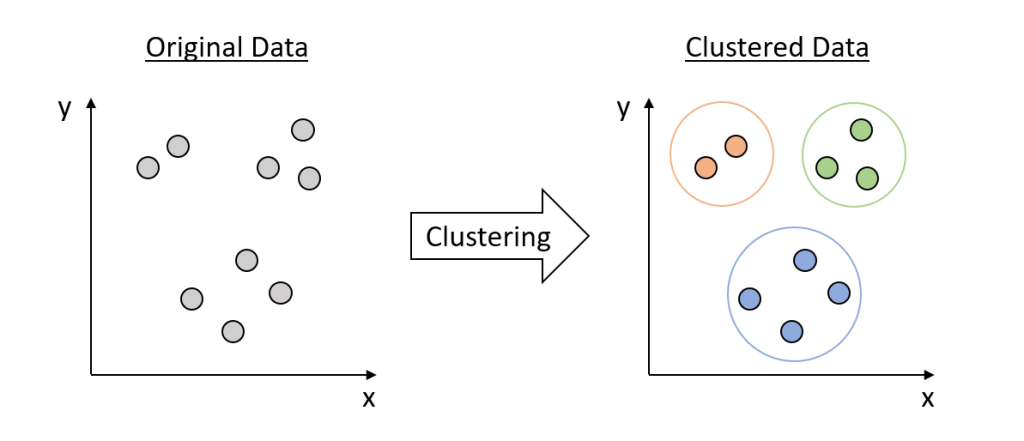 Original Data
Clustered Data
y
y
Clustering
x
x